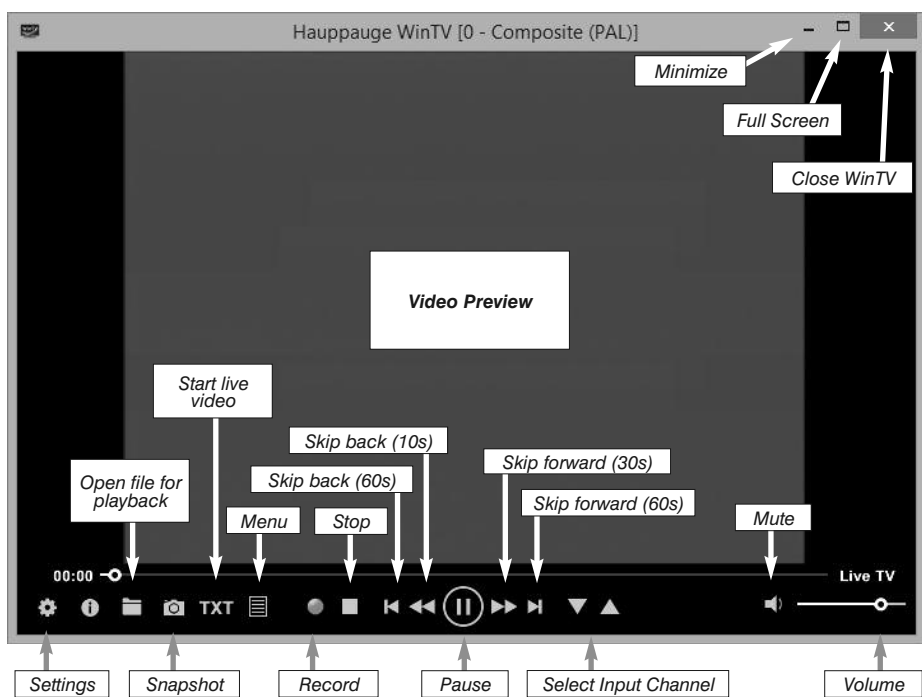 Hauppauge WinTV [0 - Composite (PAL)]
Minimize
Full Screen
Close WinTV
Video Preview
Start live
video
Skip back (10s)
Skip forward (30s)
Open file for
playback
Skip back (60s)
Skip forward (60s)
Menu
Stop
Mute
00:00
Live TV
TXT
Settings
Snapshot
Record
Pause
Select Input Channel
Volume